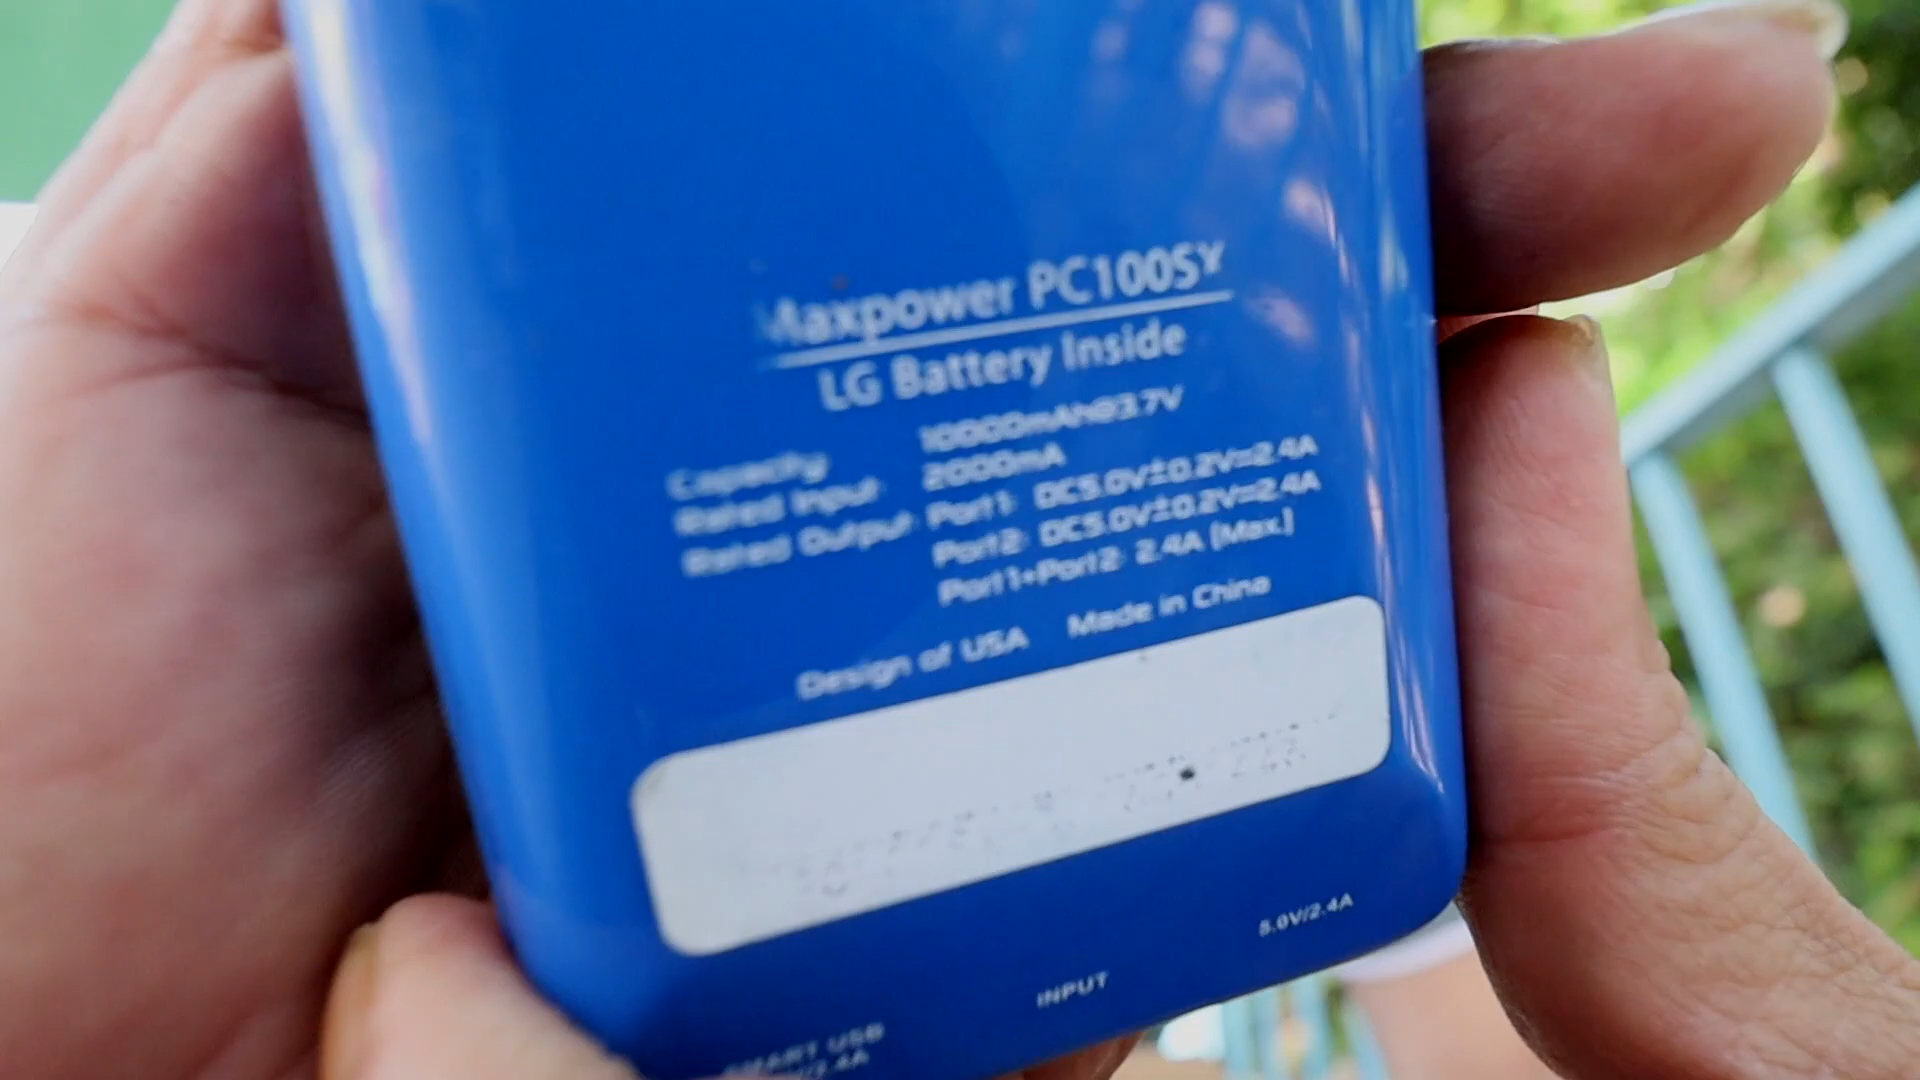 Maxpower PC100SY
LG Battery Inside
Capacity 10000mAh@3.7V
Rated Input: 2000mA
Rated Output: Port1: DC5.0V±0.2V=2.4A
Port2: DC5.0V±0.2V=2.4A
Port1+Port2: 2.4A (Max.)
Design of USA Made in China
5.0V/2.4A
INPUT
SMART USB